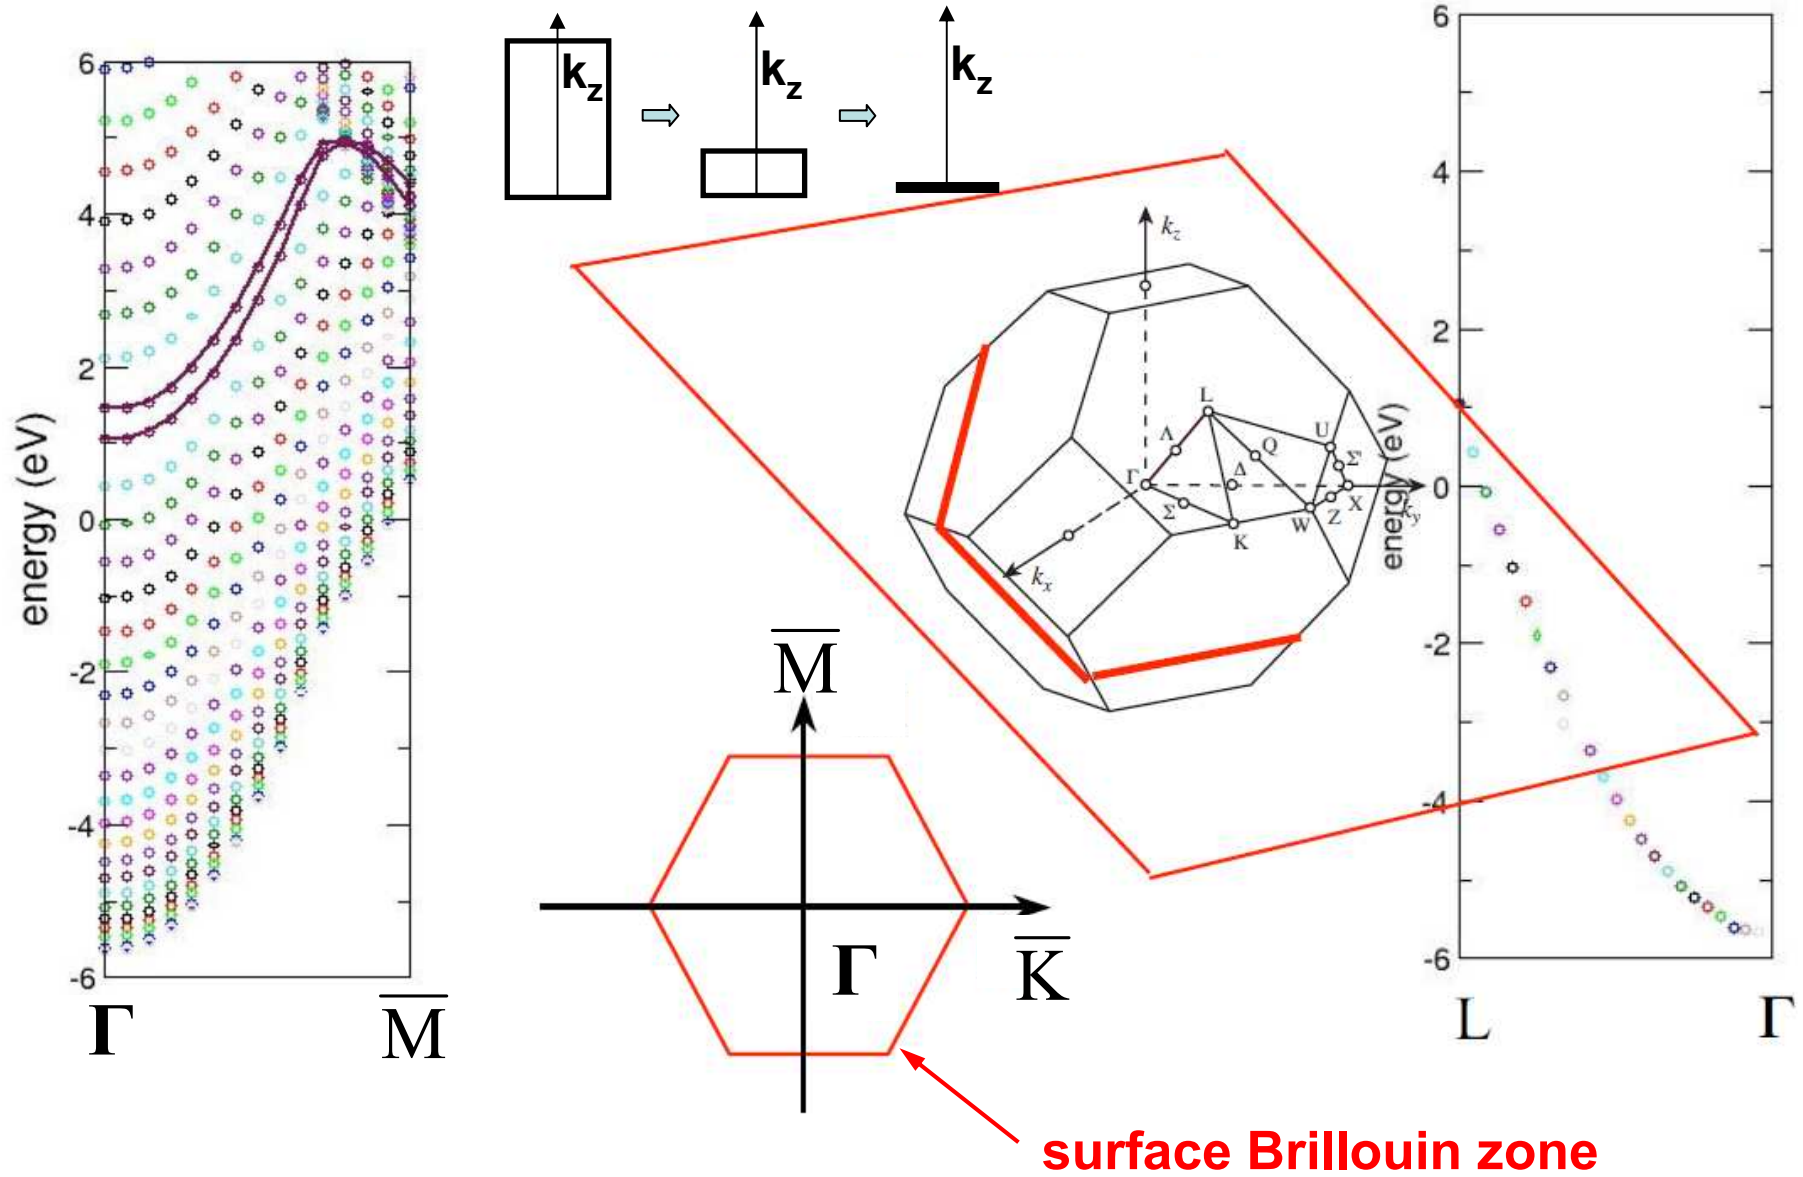 6
4
2
0
-2
-4
-6
energy (eV)
Γ
M̅
k_z
k_z
k_z
k_z
L
Λ
U
Q
Σ'
Γ
Δ
X
Σ
W
Z
k_y
K
k_x
M̅
Γ
K̅
surface Brillouin zone
6
4
2
0
-2
-4
-6
energy (eV)
L
Γ